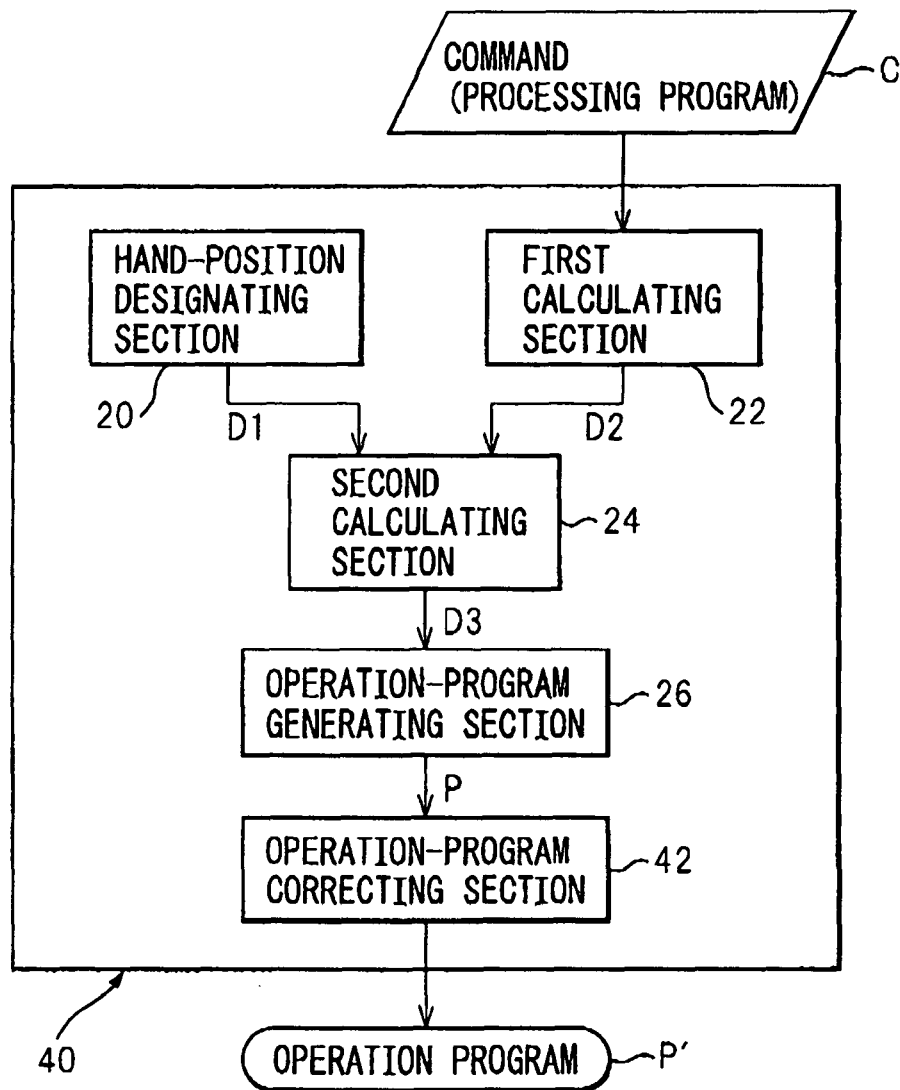 COMMAND
(PROCESSING PROGRAM)
C
HAND-POSITION
DESIGNATING
SECTION
20
FIRST
CALCULATING
SECTION
22
D1
D2
SECOND
CALCULATING
SECTION
24
D3
OPERATION-PROGRAM
GENERATING SECTION
26
P
OPERATION-PROGRAM
CORRECTING SECTION
42
40
OPERATION PROGRAM
P'